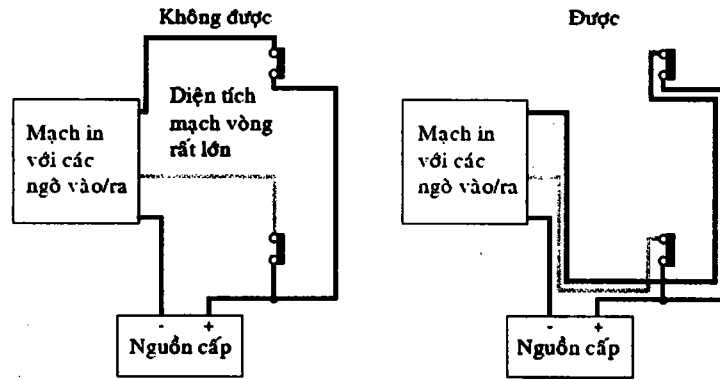 Không được
Được
Diện tích
mạch vòng
rất lớn
Mạch in
với các
ngõ vào/ra
- +
Nguồn cấp
Mạch in
với các
ngõ vào/ra
- +
Nguồn cấp